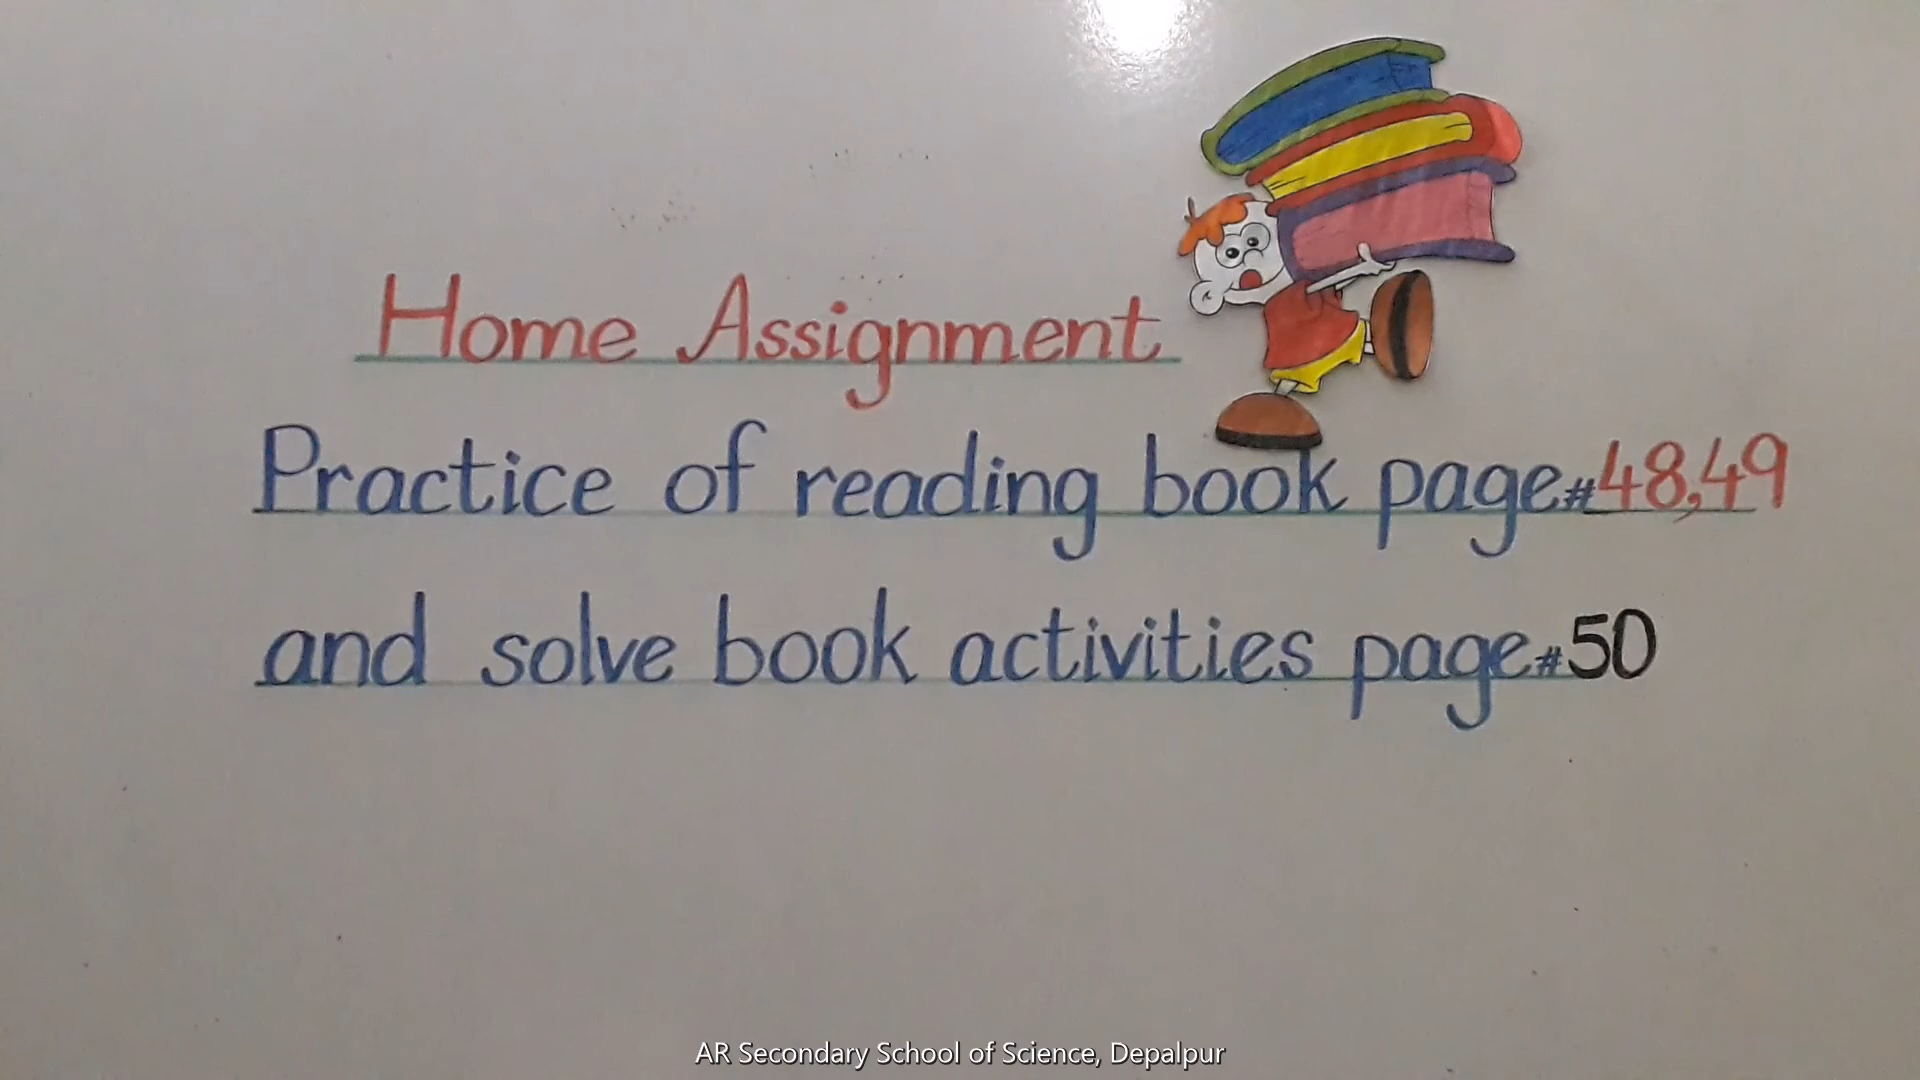 Home Assignment
Practice of reading book page#48,49
and solve book activities page#50
AR Secondary School of Science, Depalpur